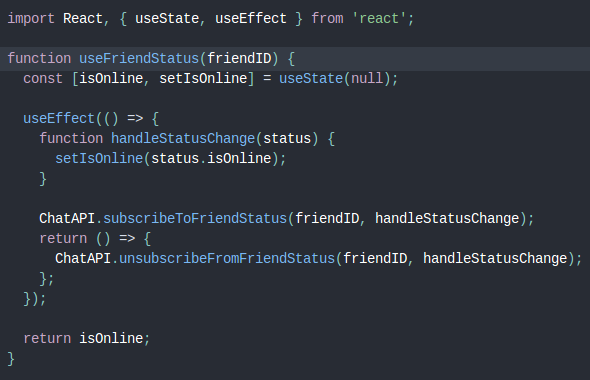 import React, { useState, useEffect } from 'react';
function useFriendStatus(friendID) {
const [isOnline, setIsOnline] = useState(null);
useEffect(() => {
function handleStatusChange(status) {
setIsOnline(status.isOnline);
}
ChatAPI.subscribeToFriendStatus(friendID, handleStatusChange);
return () => {
ChatAPI.unsubscribeFromFriendStatus(friendID, handleStatusChange);
};
});
return isOnline;
}